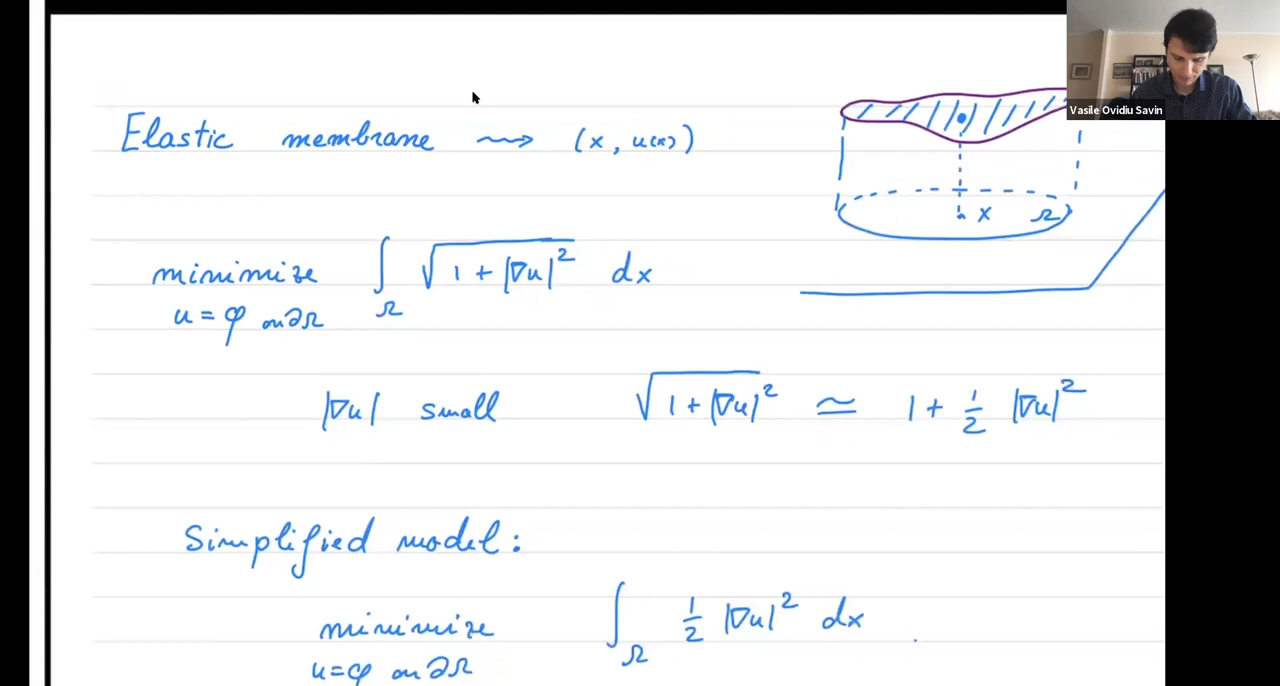 Vasile Ovidiu Savin
Elastic membrane ⇝ (x, u(x))
x Ω
minimize ∫_Ω √(1 + |∇u|²) dx
u = φ on ∂Ω
|∇u| small √(1 + |∇u|²) ≃ 1 + ½ |∇u|²
Simplified model:
minimize ∫_Ω ½ |∇u|² dx
u = φ on ∂Ω